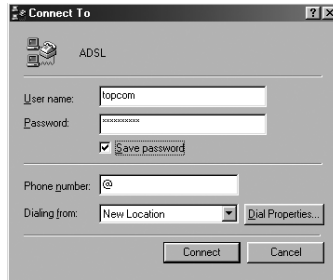 Connect To
ADSL
User name: topcom
Password: xxxxxxxxxx
Save password
Phone number: @
Dialing from: New Location Dial Properties...
Connect Cancel